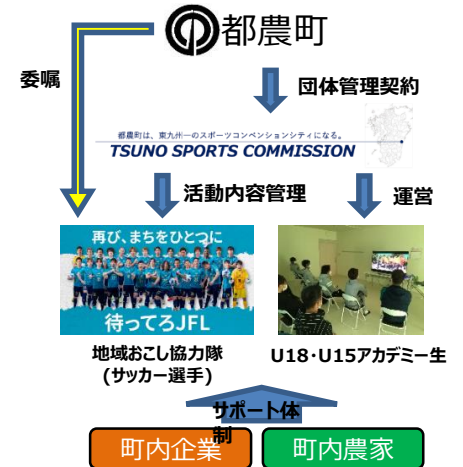 都農町
委嘱
団体管理契約
都農町は、東九州一のスポーツコンベンションシティになる。
TSUNO SPORTS COMMISSION
活動内容管理
運営
再び、まちをひとつに
待ってろJFL
地域おこし協力隊
(サッカー選手)
U18・U15アカデミー生
サポート体
制
町内企業
町内農家